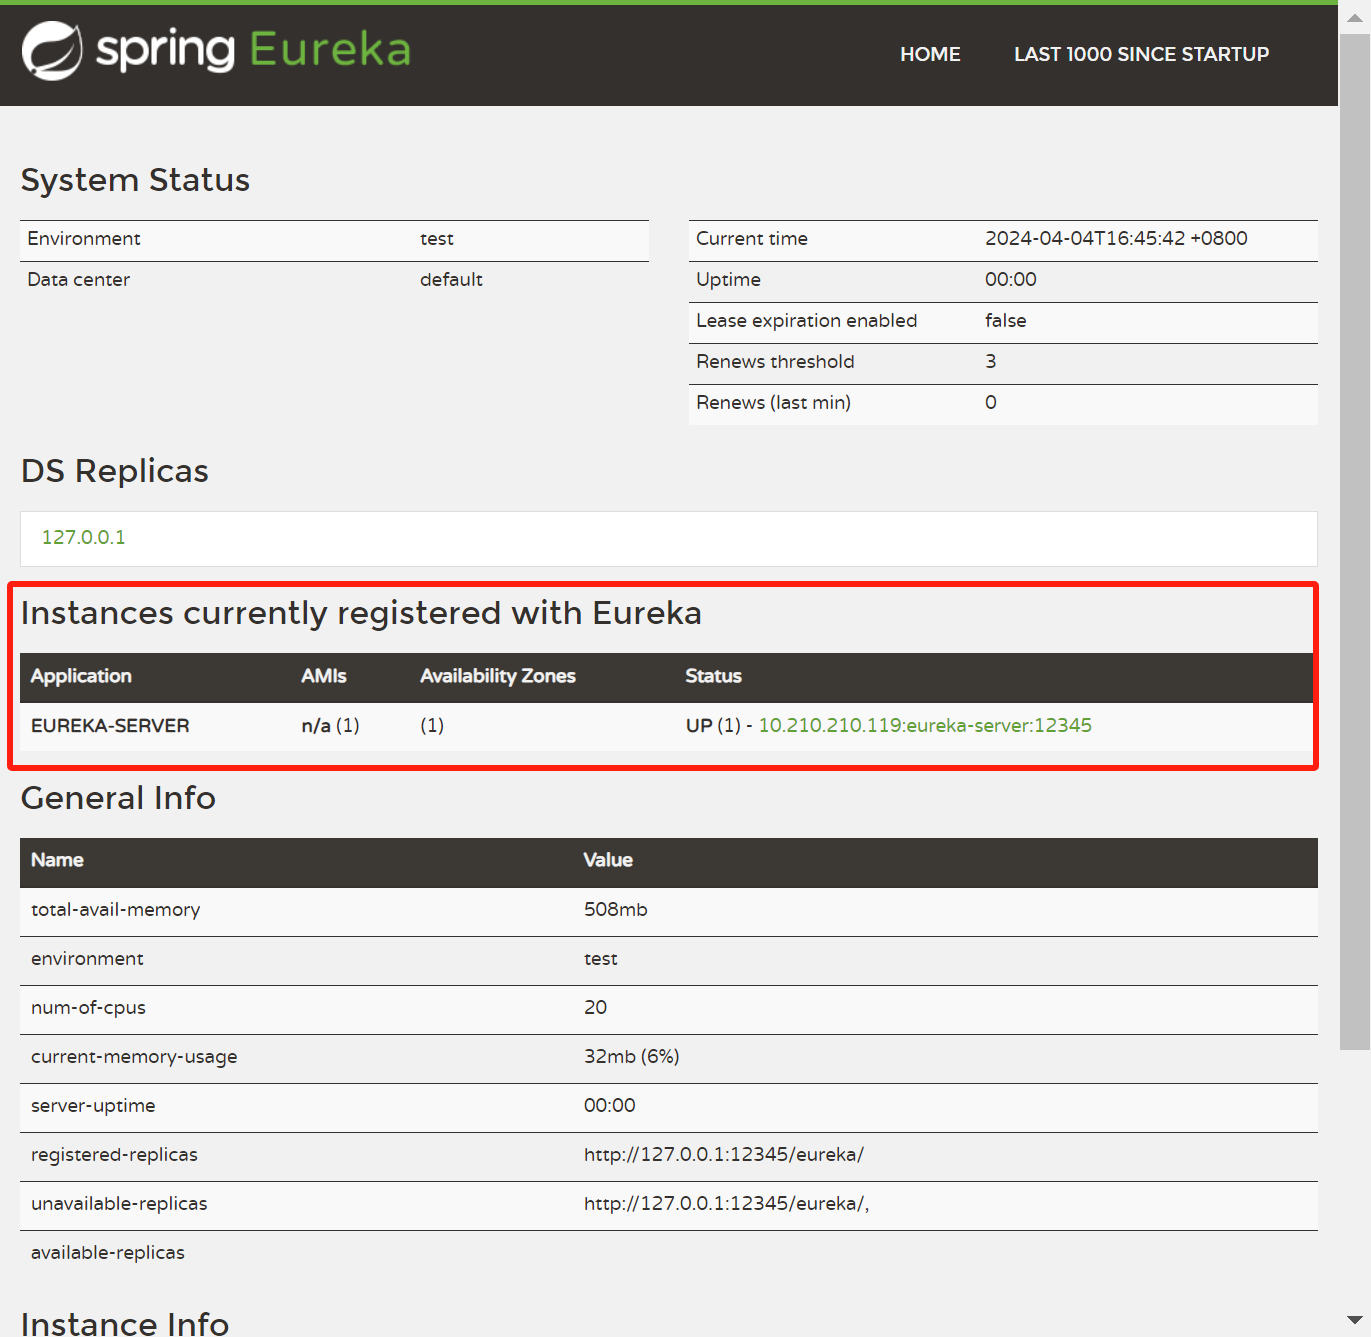 spring Eureka
HOME LAST 1000 SINCE STARTUP
System Status
Environment test
Data center default
Current time 2024-04-04T16:45:42 +0800
Uptime 00:00
Lease expiration enabled false
Renews threshold 3
Renews (last min) 0
DS Replicas
127.0.0.1
Instances currently registered with Eureka
Application AMIs Availability Zones Status
EUREKA-SERVER n/a (1) (1) UP (1) - 10.210.210.119:eureka-server:12345
General Info
Name Value
total-avail-memory 508mb
environment test
num-of-cpus 20
current-memory-usage 32mb (6%)
server-uptime 00:00
registered-replicas http://127.0.0.1:12345/eureka/
unavailable-replicas http://127.0.0.1:12345/eureka/,
available-replicas
Instance Info